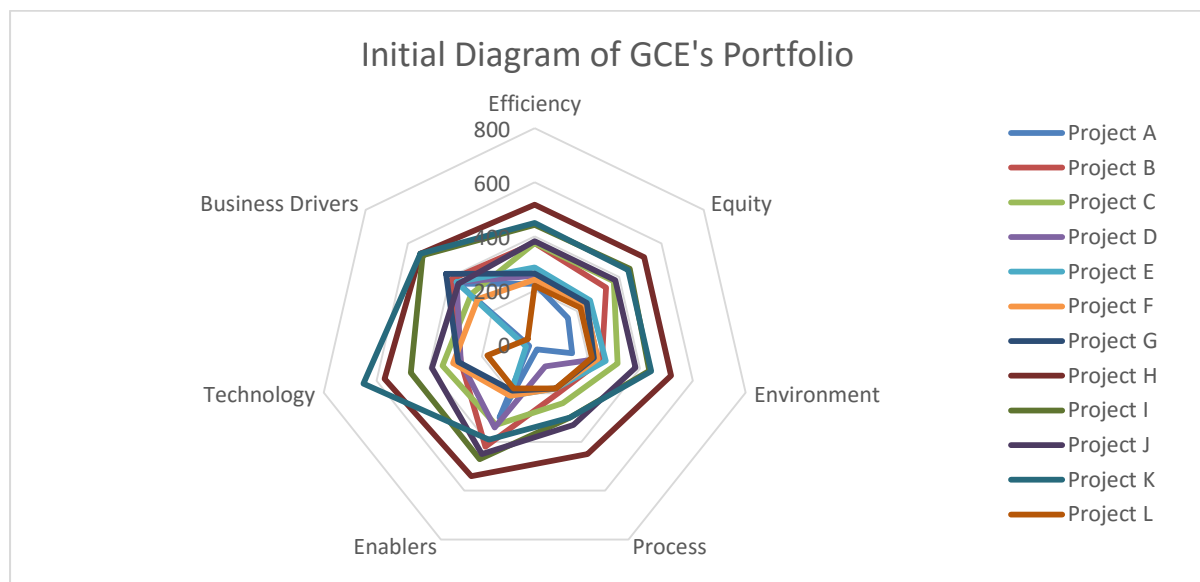 Initial Diagram of GCE's Portfolio
Efficiency
800
600
400
200
0
Equity
Environment
Process
Enablers
Technology
Business Drivers
Project A
Project B
Project C
Project D
Project E
Project F
Project G
Project H
Project I
Project J
Project K
Project L